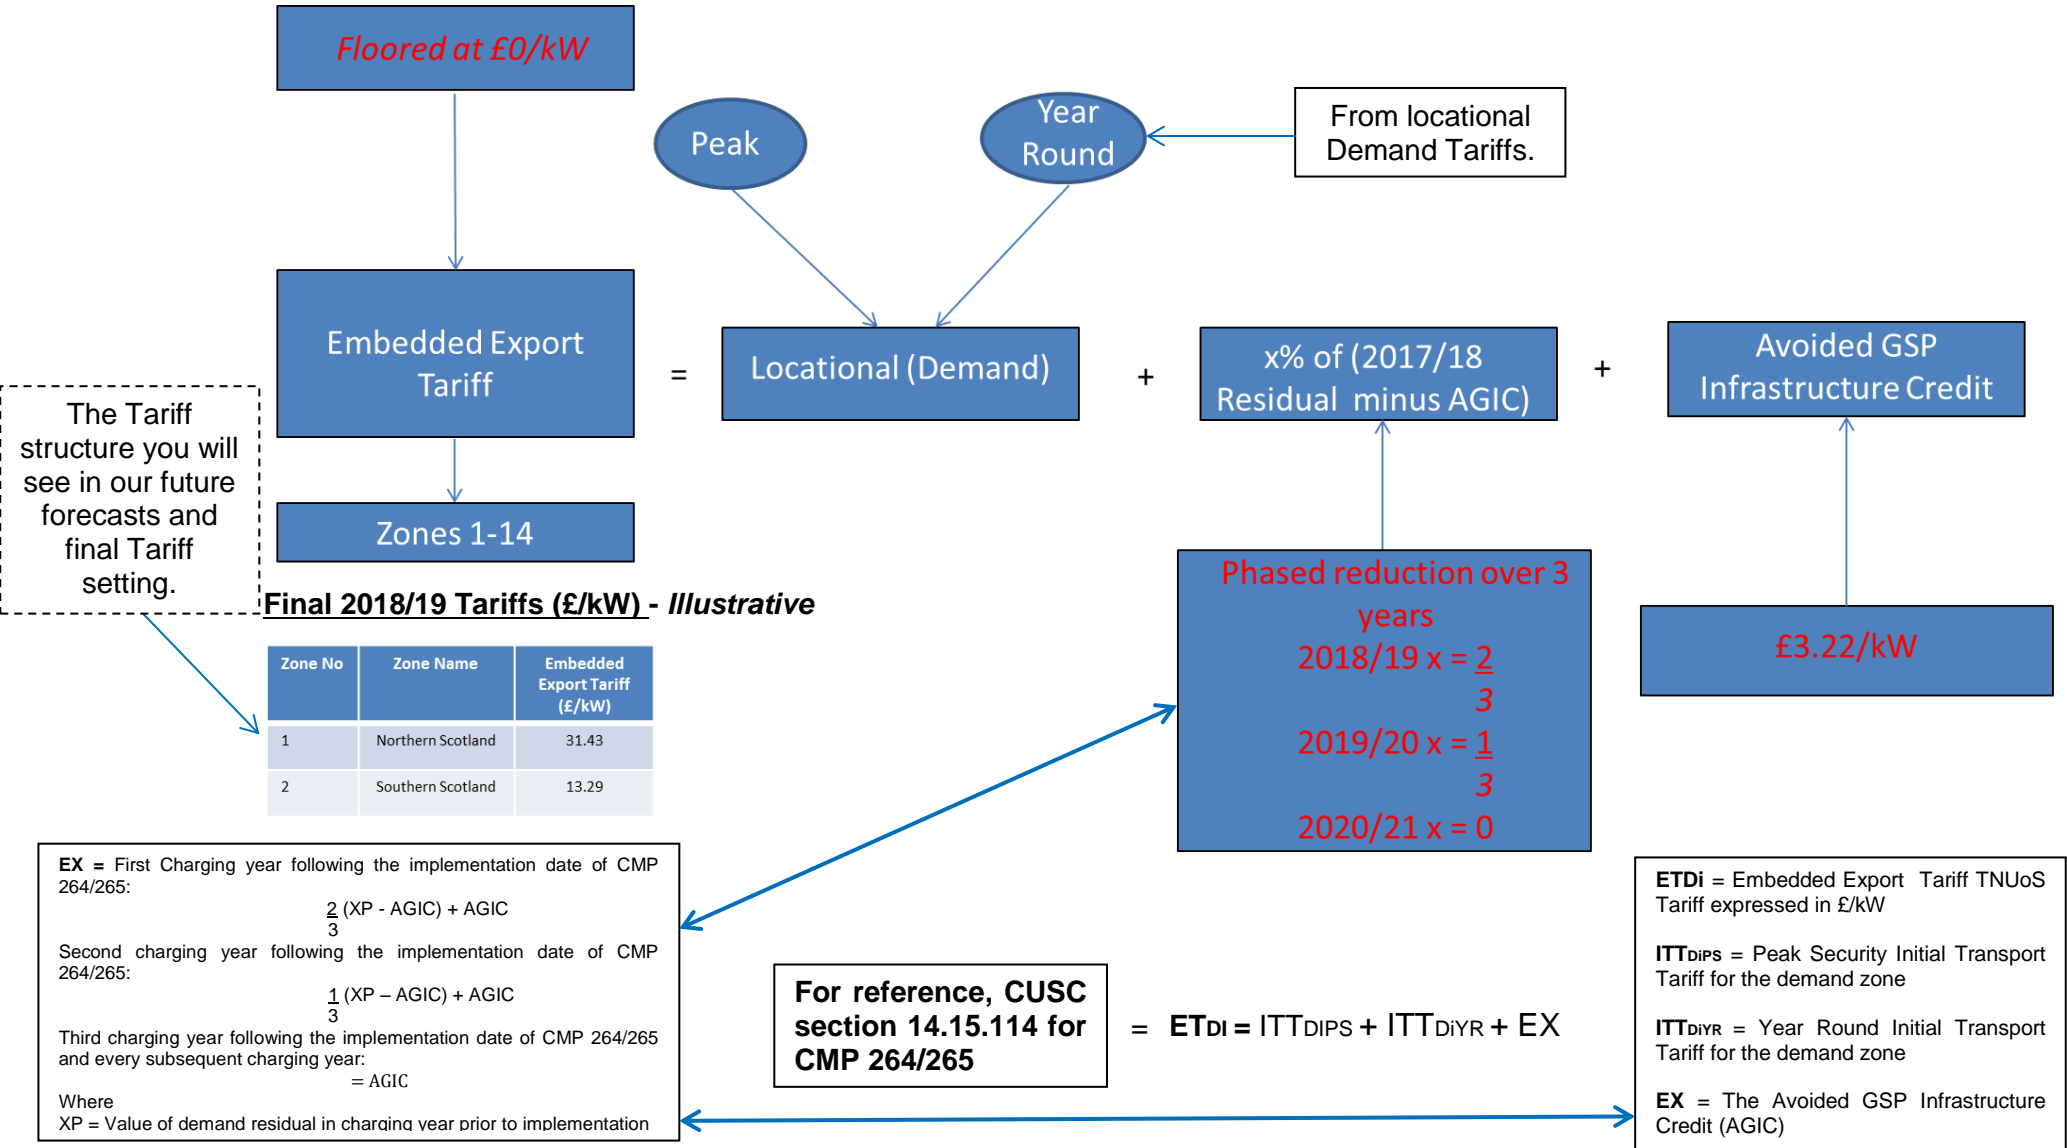 Floored at £0/kW
Peak
Year
Round
From locational
Demand Tariffs.
Embedded Export
Tariff
=
Locational (Demand)
+
x% of (2017/18
Residual minus AGIC)
+
Avoided GSP
Infrastructure Credit
The Tariff
structure you will
see in our future
forecasts and
final Tariff
setting.
Zones 1-14
Phased reduction over 3
years
2018/19 x = 2
3
2019/20 x = 1
3
2020/21 x = 0
£3.22/kW
Final 2018/19 Tariffs (£/kW) - Illustrative
Zone No Zone Name Embedded
Export Tariff
(£/kW)
1 Northern Scotland 31.43
2 Southern Scotland 13.29
EX = First Charging year following the implementation date of CMP
264/265:
2 (XP - AGIC) + AGIC
3
Second charging year following the implementation date of CMP
264/265:
1 (XP – AGIC) + AGIC
3
Third charging year following the implementation date of CMP 264/265
and every subsequent charging year:
= AGIC
Where
XP = Value of demand residual in charging year prior to implementation
For reference, CUSC
section 14.15.114 for
CMP 264/265
= ETDI = ITTDIPS + ITTDiYR + EX
ETDi = Embedded Export Tariff TNUoS
Tariff expressed in £/kW
ITTDiPS = Peak Security Initial Transport
Tariff for the demand zone
ITTDiYR = Year Round Initial Transport
Tariff for the demand zone
EX = The Avoided GSP Infrastructure
Credit (AGIC)